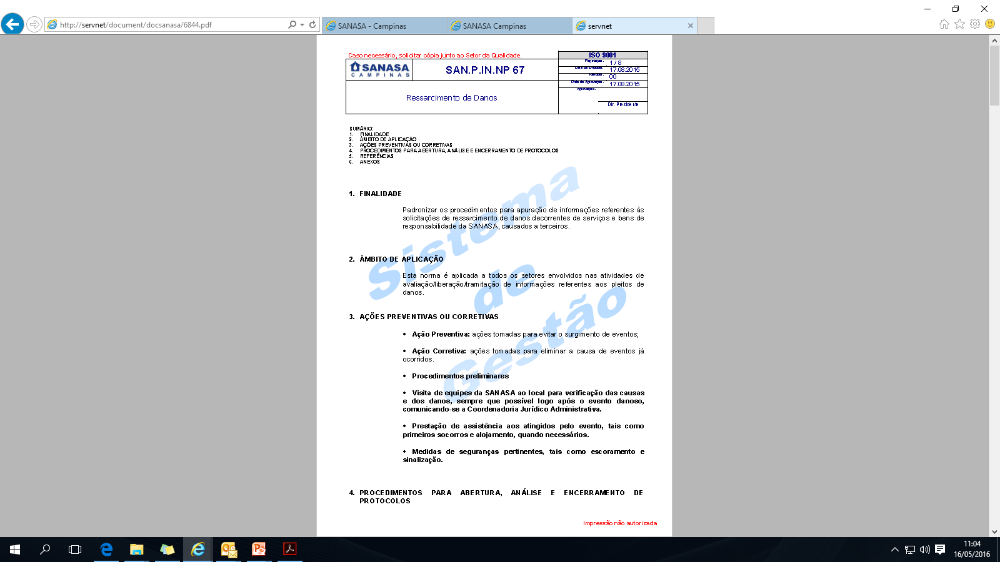 http://servnet/document/docsanasa/6844.pdf
SANASA - Campinas
SANASA Campinas
servnet
Caso necessário, solicitar cópia junto ao Setor da Qualidade.
ISO 9001
SANASA
CAMPINAS
SAN.P.IN.NP 67
Paginação:
1 / 8
17.08.2015
Revisão:
00
Data da Aprovação:
17.08.2015
Aprovação:
Ressarcimento de Danos
Dir. Presidente
SUMÁRIO:
1. FINALIDADE
2. ÂMBITO DE APLICAÇÃO
3. AÇÕES PREVENTIVAS OU CORRETIVAS
4. PROCEDIMENTOS PARA ABERTURA, ANÁLISE E ENCERRAMENTO DE PROTOCOLOS
5. REFERÊNCIAS
6. ANEXOS
Sistema
de
Gestão
1. FINALIDADE
Padronizar os procedimentos para apuração de informações referentes às
solicitações de ressarcimento de danos decorrentes de serviços e bens de
responsabilidade da SANASA, causados a terceiros.
2. ÂMBITO DE APLICAÇÃO
Esta norma é aplicada a todos os setores envolvidos nas atividades de
avaliação/liberação/tramitação de informações referentes aos pleitos de
danos.
3. AÇÕES PREVENTIVAS OU CORRETIVAS
• Ação Preventiva: ações tomadas para evitar o surgimento de eventos;
• Ação Corretiva: ações tomadas para eliminar a causa de eventos já
ocorridos.
• Procedimentos preliminares
• Visita de equipes da SANASA ao local para verificação das causas
e dos danos, sempre que possível logo após o evento danoso,
comunicando-se a Coordenadoria Jurídico Administrativa.
• Prestação de assistência aos atingidos pelo evento, tais como
primeiros socorros e alojamento, quando necessários.
• Medidas de seguranças pertinentes, tais como escoramento e
sinalização.
4. PROCEDIMENTOS PARA ABERTURA, ANÁLISE E ENCERRAMENTO DE
PROTOCOLOS
Impressão não autorizada
11:04
16/05/2016